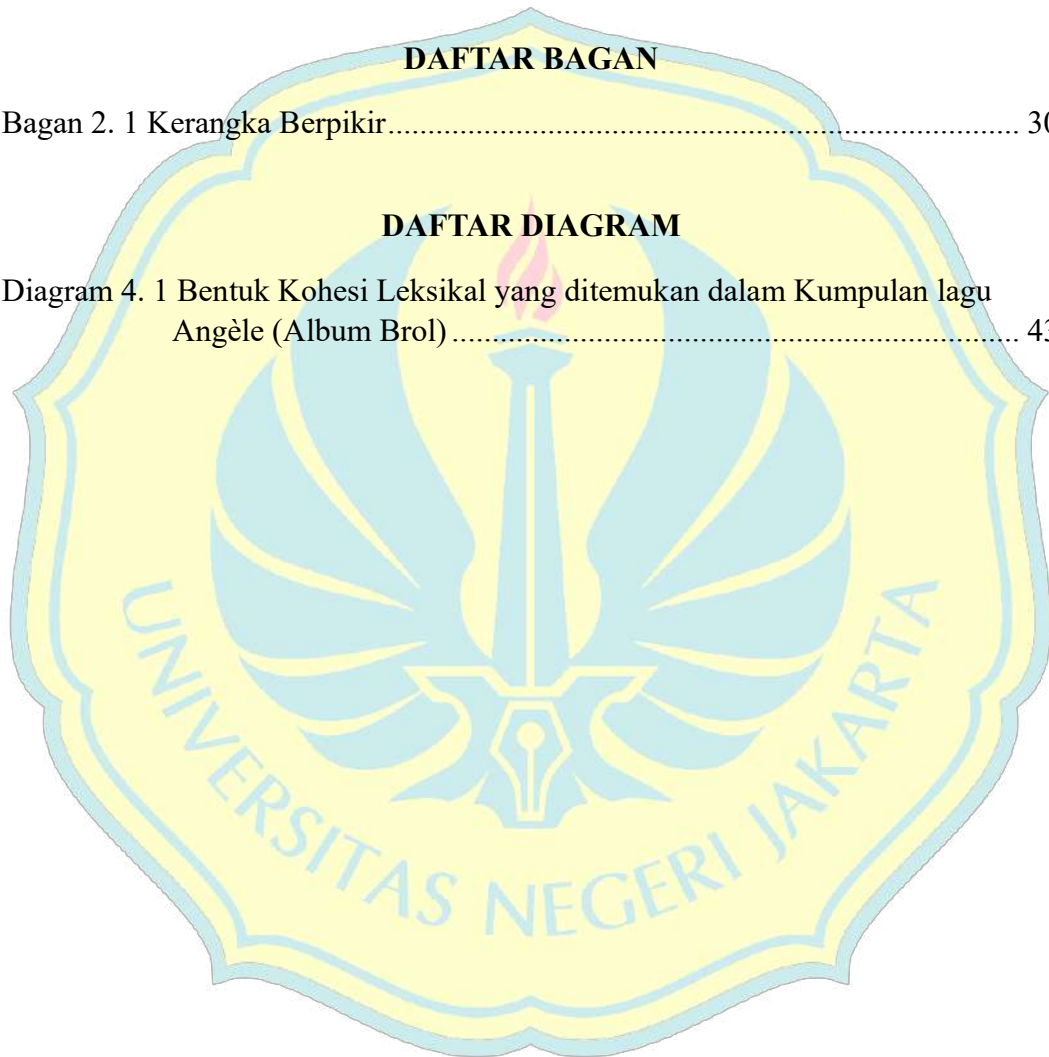 DAFTAR BAGAN
Bagan 2. 1 Kerangka Berpikir.................................................................................. 30
DAFTAR DIAGRAM
Diagram 4. 1 Bentuk Kohesi Leksikal yang ditemukan dalam Kumpulan lagu
Angèle (Album Brol) ......................................................................... 43
UNIVERSITAS NEGERI JAKARTA